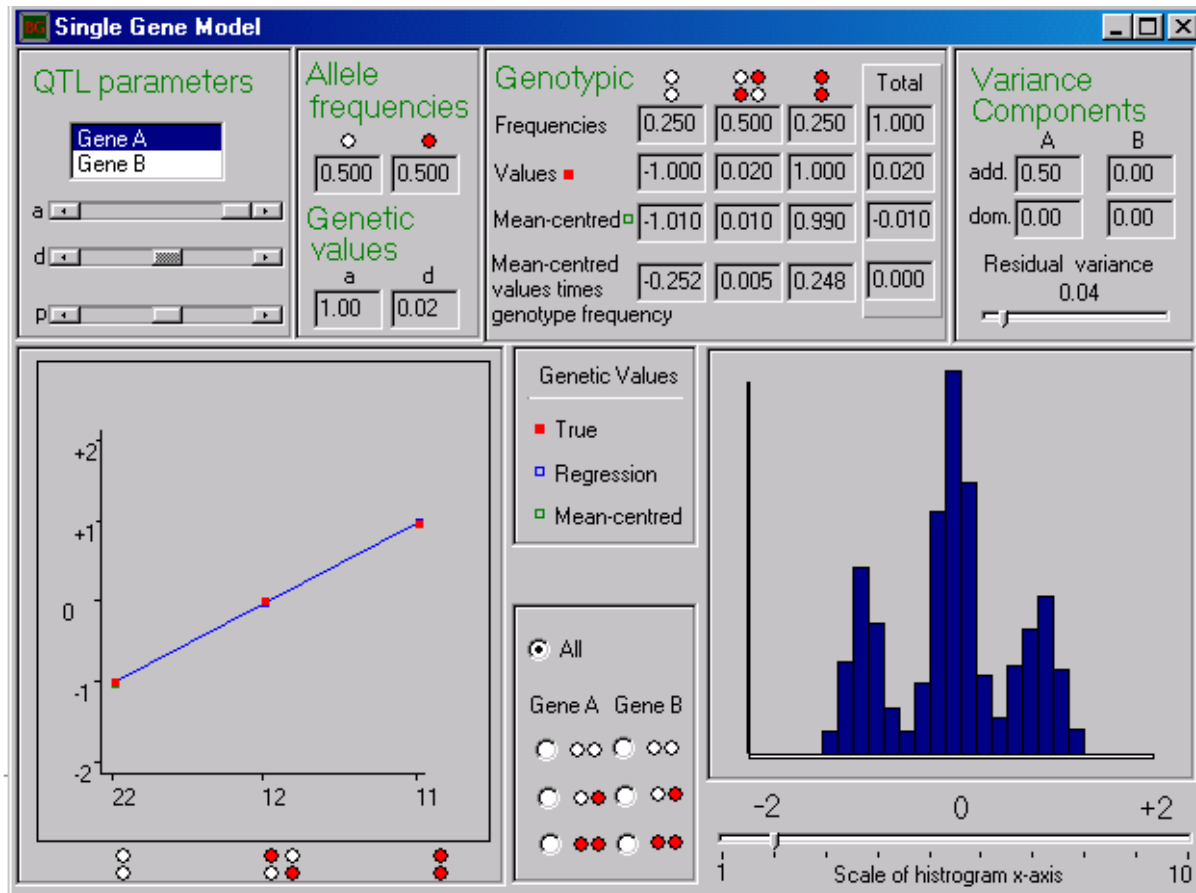 BG Single Gene Model
QTL parameters
Gene A
Gene B
a
d
p
Allele
frequencies
0.500 0.500
Genetic
values
a d
1.00 0.02
Genotypic Total
Frequencies 0.250 0.500 0.250 1.000
Values -1.000 0.020 1.000 0.020
Mean-centred -1.010 0.010 0.990 -0.010
Mean-centred
values times
genotype frequency
-0.252 0.005 0.248 0.000
Variance
Components
A B
add. 0.50 0.00
dom. 0.00 0.00
Residual variance
0.04
+2
+1
0
-1
-2
22 12 11
Genetic Values
True
Regression
Mean-centred
All
Gene A Gene B
-2 0 +2
1 Scale of histrogram x-axis 10